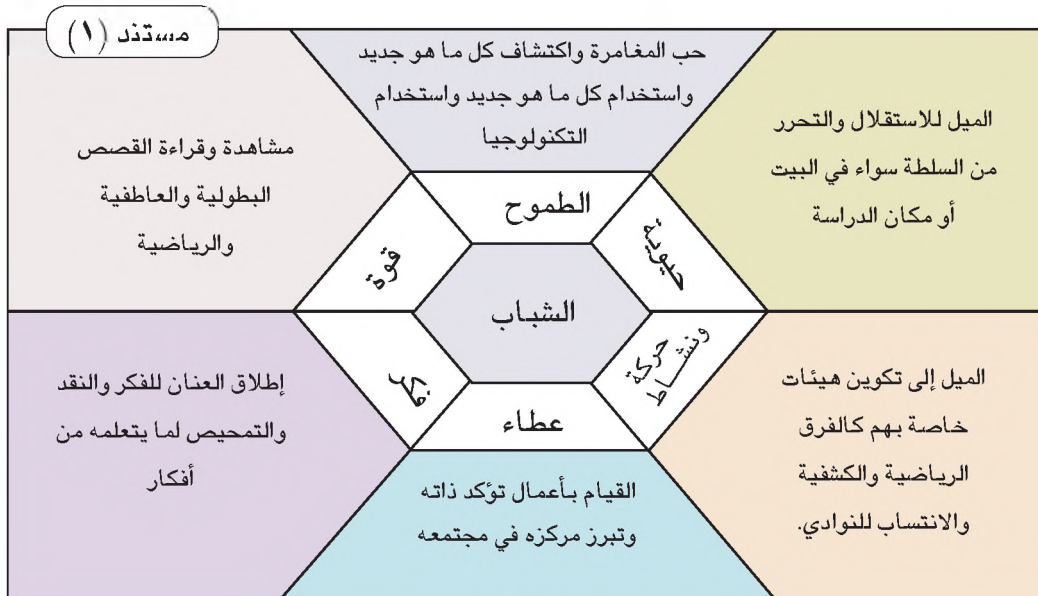 مستند (١)
حب المغامرة واكتشاف كل ما هو جديد
واستخدام كل ما هو جديد واستخدام
التكنولوجيا
الميل للاستقلال والتحرر
من السلطة سواء في البيت
أو مكان الدراسة
مشاهدة وقراءة القصص
البطولية والعاطفية
والرياضية
الطموح
حيوية
قوة
الشباب
حركة
ونشاط
فكر
عطاء
الميل إلى تكوين هيئات
خاصة بهم كالفرق
الرياضية والكشفية
والانتساب للنوادي.
إطلاق العنان للفكر والنقد
والتمحيص لما يتعلمه من
أفكار
القيام بأعمال تؤكد ذاته
وتبرز مركزه في مجتمعه